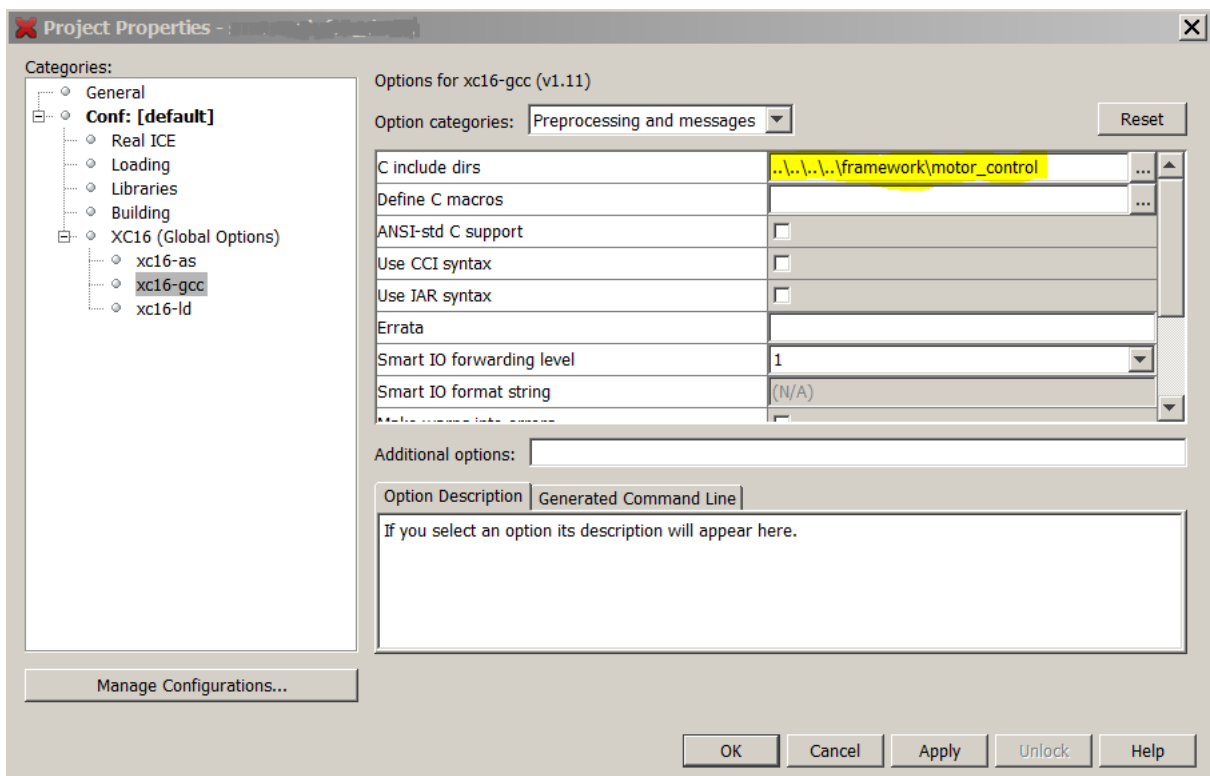 Project Properties -
Categories:
General
Conf: [default]
Real ICE
Loading
Libraries
Building
XC16 (Global Options)
xc16-as
xc16-gcc
xc16-ld
Manage Configurations...
Options for xc16-gcc (v1.11)
Option categories: Preprocessing and messages Reset
C include dirs ..\..\..\..\framework\motor_control ...
Define C macros ...
ANSI-std C support
Use CCI syntax
Use IAR syntax
Errata
Smart IO forwarding level 1
Smart IO format string (N/A)
Make warns into errors
Additional options:
Option Description Generated Command Line
If you select an option its description will appear here.
OK Cancel Apply Unlock Help